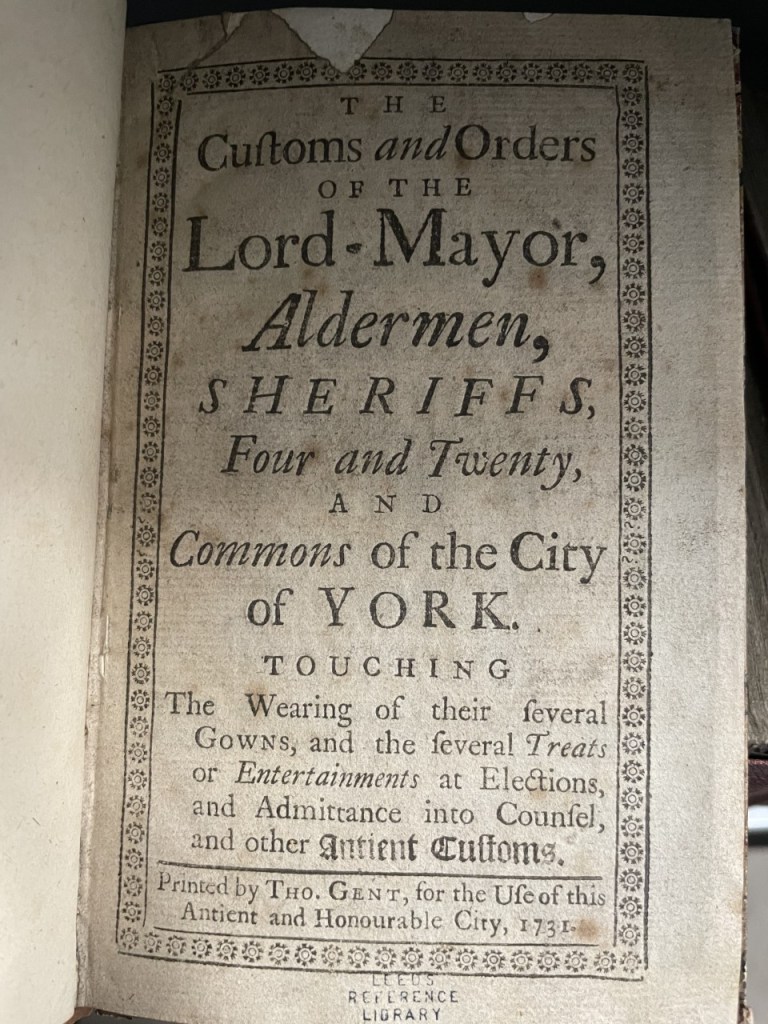 THE
Cuſtoms and Orders
OF THE
Lord-Mayor,
Aldermen,
SHERIFFS,
Four and Twenty,
AND
Commons of the City
of YORK.
TOUCHING
The Wearing of their ſeveral
GOWNS, and the ſeveral Treats
or Entertainments at Elections,
and Admittance into Counſel,
and other Antient Cuſtoms.
Printed by THO. GENT, for the Uſe of this
Antient and Honourable City, 1731.
LEEDS
REFERENCE
LIBRARY